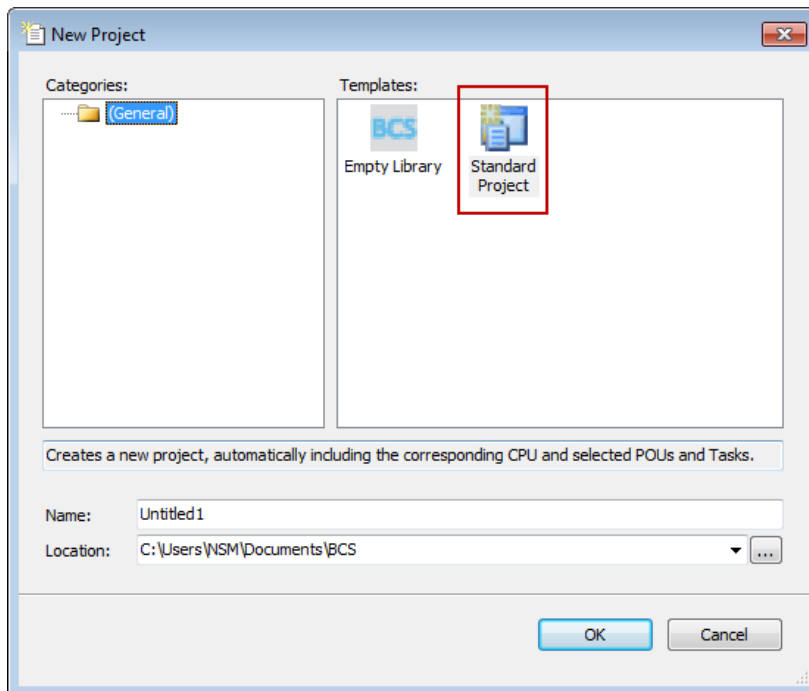 New Project
Categories:
Templates:
(General)
BCS
Empty Library
Standard
Project
Creates a new project, automatically including the corresponding CPU and selected POUs and Tasks.
Name:
Untitled1
Location:
C:\Users\NSM\Documents\BCS
...
OK
Cancel